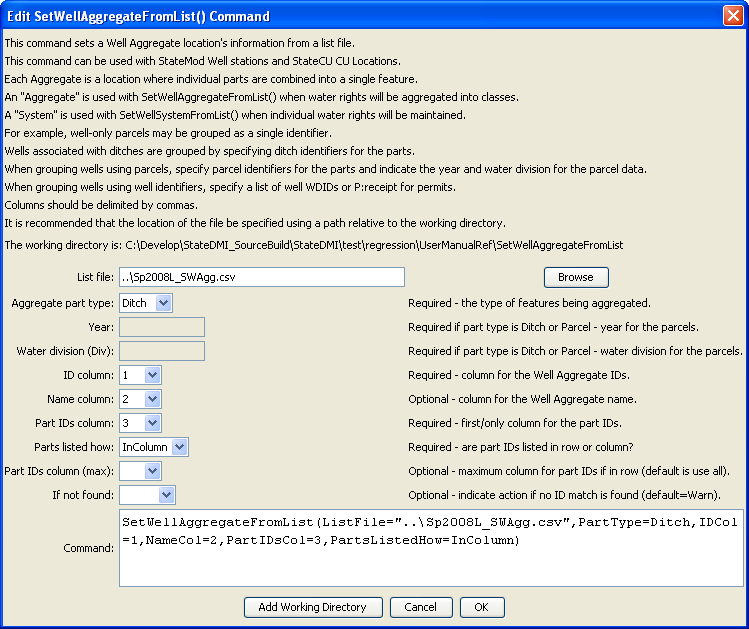 Edit SetWellAggregateFromList() Command
This command sets a Well Aggregate location's information from a list file.
This command can be used with StateMod Well stations and StateCU CU Locations.
Each Aggregate is a location where individual parts are combined into a single feature.
An "Aggregate" is used with SetWellAggregateFromList() when water rights will be aggregated into classes.
A "System" is used with SetWellSystemFromList() when individual water rights will be maintained.
For example, well-only parcels may be grouped as a single identifier.
Wells associated with ditches are grouped by specifying ditch identifiers for the parts.
When grouping wells using parcels, specify parcel identifiers for the parts and indicate the year and water division for the parcel data.
When grouping wells using well identifiers, specify a list of well WDIDs or P:receipt for permits.
Columns should be delimited by commas.
It is recommended that the location of the file be specified using a path relative to the working directory.
The working directory is: C:\Develop\StateDMI_SourceBuild\StateDMI\test\regression\UserManualRef\SetWellAggregateFromList
List file: ..\Sp2008L_SWAgg.csv Browse
Aggregate part type: Ditch Required - the type of features being aggregated.
Year: Required if part type is Ditch or Parcel - year for the parcels.
Water division (Div): Required if part type is Ditch or Parcel - water division for the parcels.
ID column: 1 Required - column for the Well Aggregate IDs.
Name column: 2 Optional - column for the Well Aggregate name.
Part IDs column: 3 Required - first/only column for the part IDs.
Parts listed how: InColumn Required - are part IDs listed in row or column?
Part IDs column (max): Optional - maximum column for part IDs if in row (default is use all).
If not found: Optional - indicate action if no ID match is found (default=Warn).
Command: SetWellAggregateFromList(ListFile="..\Sp2008L_SWAgg.csv",PartType=Ditch,IDCol
=1,NameCol=2,PartIDsCol=3,PartsListedHow=InColumn)
Add Working Directory Cancel OK